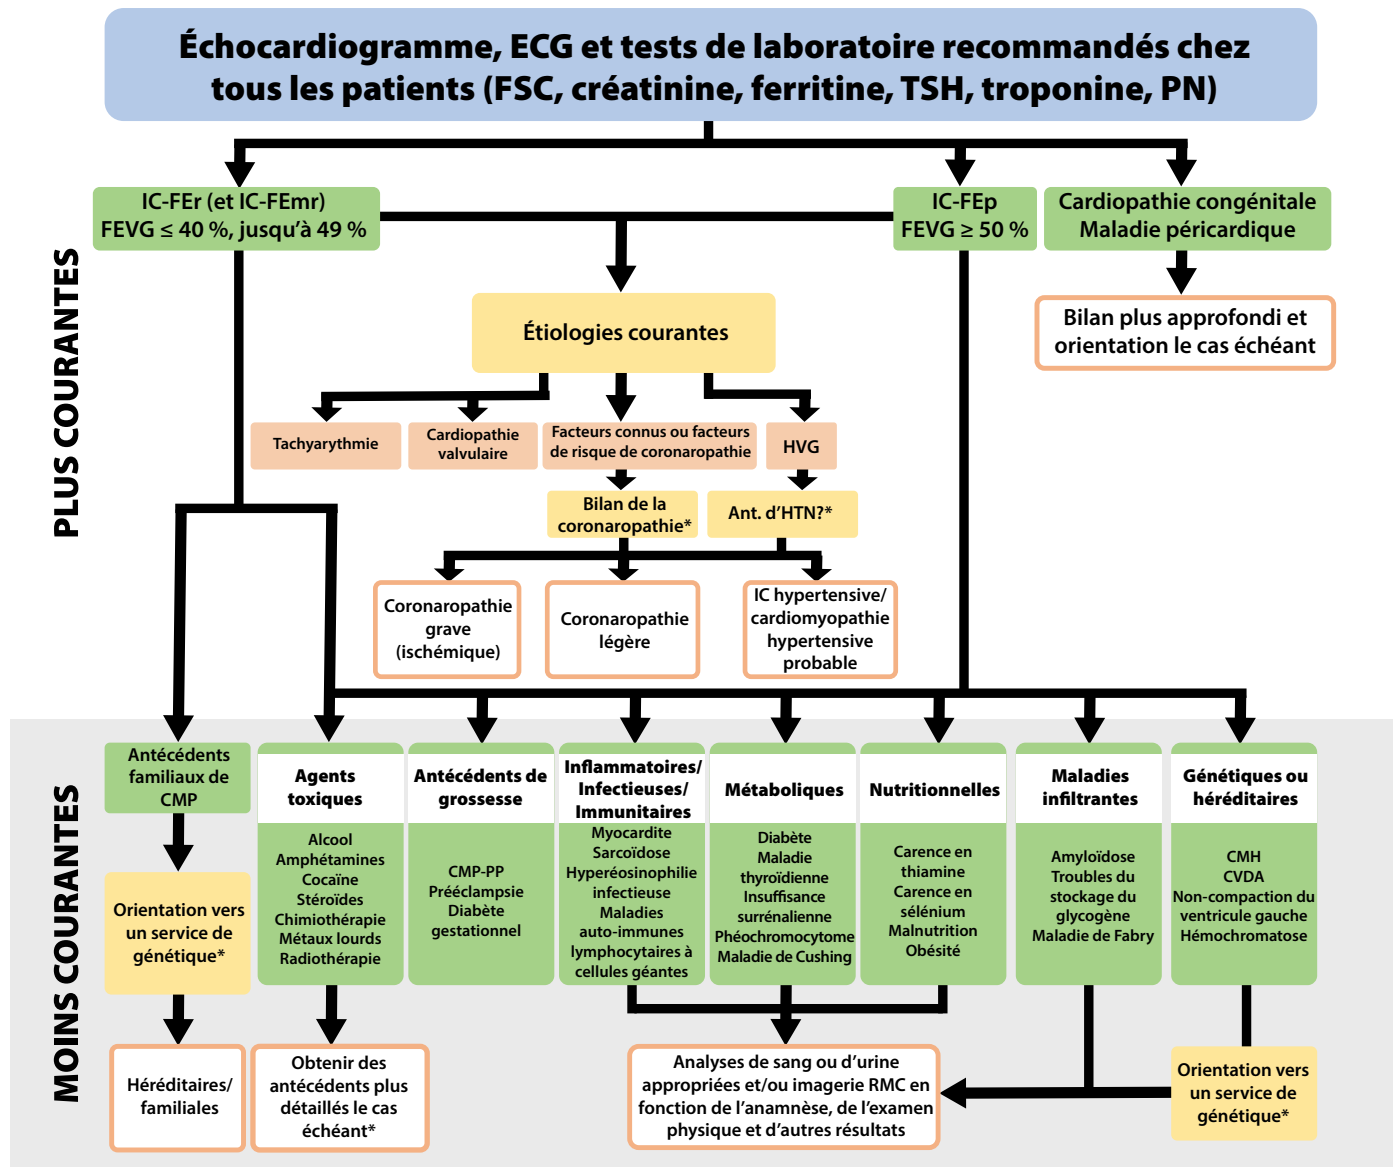 Échocardiogramme, ECG et tests de laboratoire recommandés chez
tous les patients (FSC, créatinine, ferritine, TSH, troponine, PN)
PLUS COURANTES
IC-FEr (et IC-FEmr)
FEVG ≤ 40 %, jusqu’à 49 %
IC-FEp
FEVG ≥ 50 %
Cardiopathie congénitale
Maladie péricardique
Bilan plus approfondi et
orientation le cas échéant
Étiologies courantes
Tachyarythmie
Cardiopathie
valvulaire
Facteurs connus ou facteurs
de risque de coronaropathie
HVG
Bilan de la
coronaropathie*
Ant. d’HTN?*
Coronaropathie
grave
(ischémique)
Coronaropathie
légère
IC hypertensive/
cardiomyopathie
hypertensive
probable
MOINS COURANTES
Antécédents
familiaux de
CMP
Orientation vers
un service de
génétique*
Héréditaires/
familiales
Agents
toxiques
Alcool
Amphétamines
Cocaïne
Stéroïdes
Chimiothérapie
Métaux lourds
Radiothérapie
Obtenir des
antécédents plus
détaillés le cas
échéant*
Antécédents de
grossesse
CMP-PP
Prééclampsie
Diabète
gestationnel
Inflammatoires/
Infectieuses/
Immunitaires
Myocardite
Sarcoïdose
Hyperéosinophilie
infectieuse
Maladies
auto-immunes
lymphocytaires à
cellules géantes
Métaboliques
Diabète
Maladie
thyroïdienne
Insuffisance
surrénalienne
Phéochromocytome
Maladie de Cushing
Nutritionnelles
Carence en
thiamine
Carence en
sélénium
Malnutrition
Obésité
Maladies
infiltrantes
Amyloïdose
Troubles du
stockage du
glycogène
Maladie de Fabry
Génétiques ou
héréditaires
CMH
CVDA
Non-compaction du
ventricule gauche
Hémochromatose
Analyses de sang ou d’urine
appropriées et/ou imagerie RMC en
fonction de l’anamnèse, de l’examen
physique et d’autres résultats
Orientation vers
un service de
génétique*